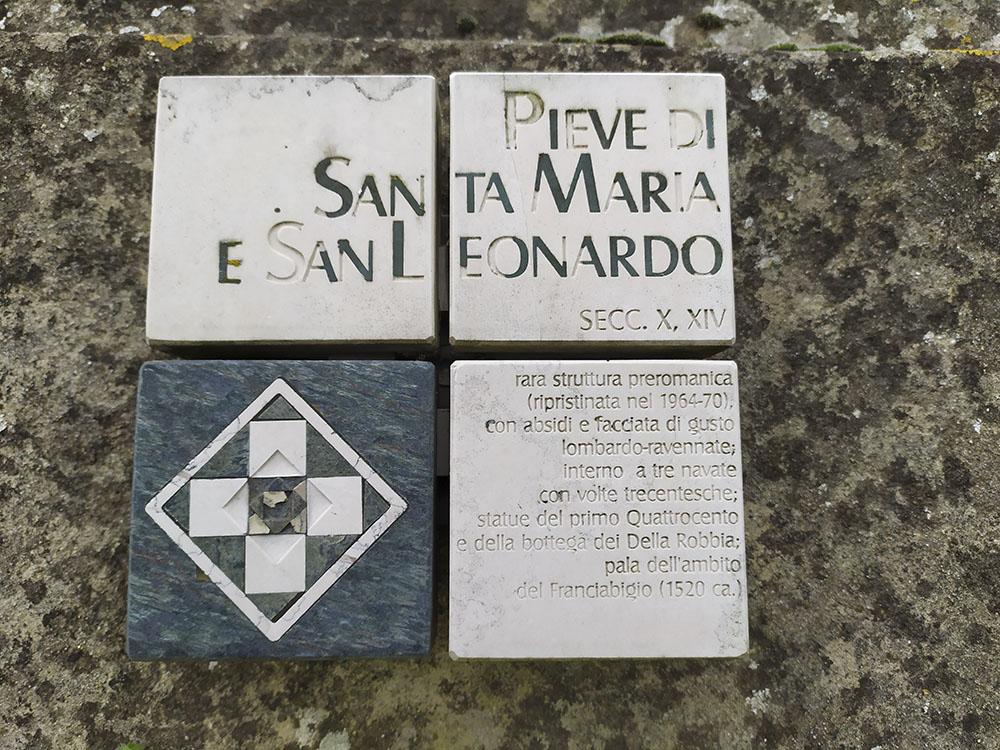 PIEVE DI
SANTA MARIA
E SAN LEONARDO
SECC. X, XIV
rara struttura preromanica
(ripristinata nel 1964-70),
con absidi e facciata di gusto
lombardo-ravennate;
interno a tre navate
con volte trecentesche;
statue del primo Quattrocento
e della bottega dei Della Robbia;
pala dell'ambito
del Franciabigio (1520 ca.)